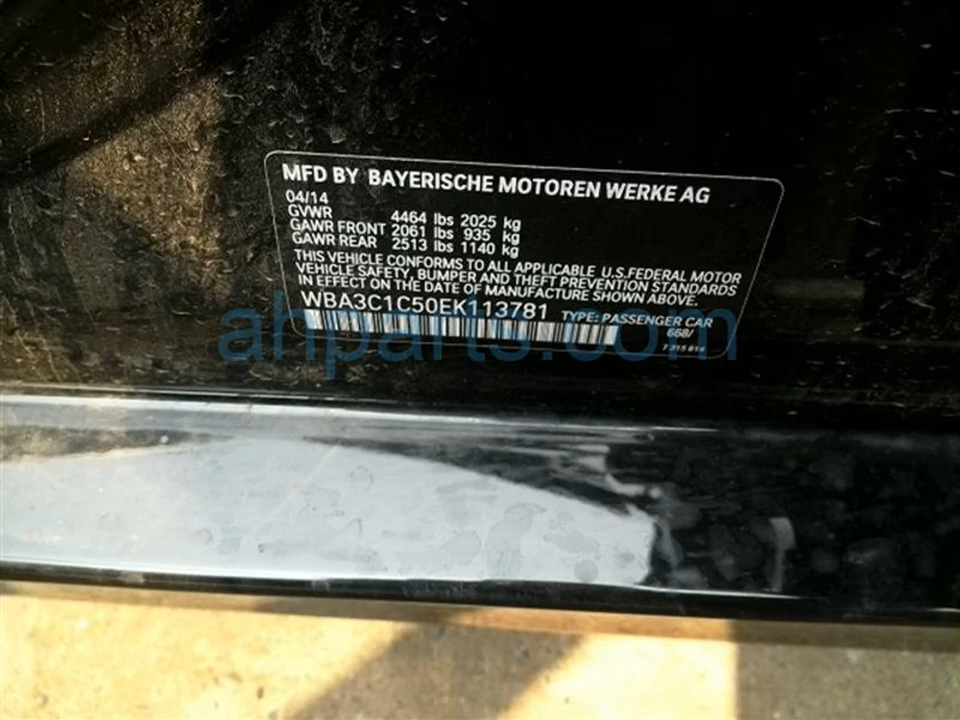 MFD BY BAYERISCHE MOTOREN WERKE AG
04/14
GVWR 4464 lbs 2025 kg
GAWR FRONT 2061 lbs 935 kg
GAWR REAR 2513 lbs 1140 kg
THIS VEHICLE CONFORMS TO ALL APPLICABLE U.S.FEDERAL MOTOR
VEHICLE SAFETY, BUMPER AND THEFT PREVENTION STANDARDS
IN EFFECT ON THE DATE OF MANUFACTURE SHOWN ABOVE.
WBA3C1C50EK113781 TYPE: PASSENGER CAR
668/
ahparts.com